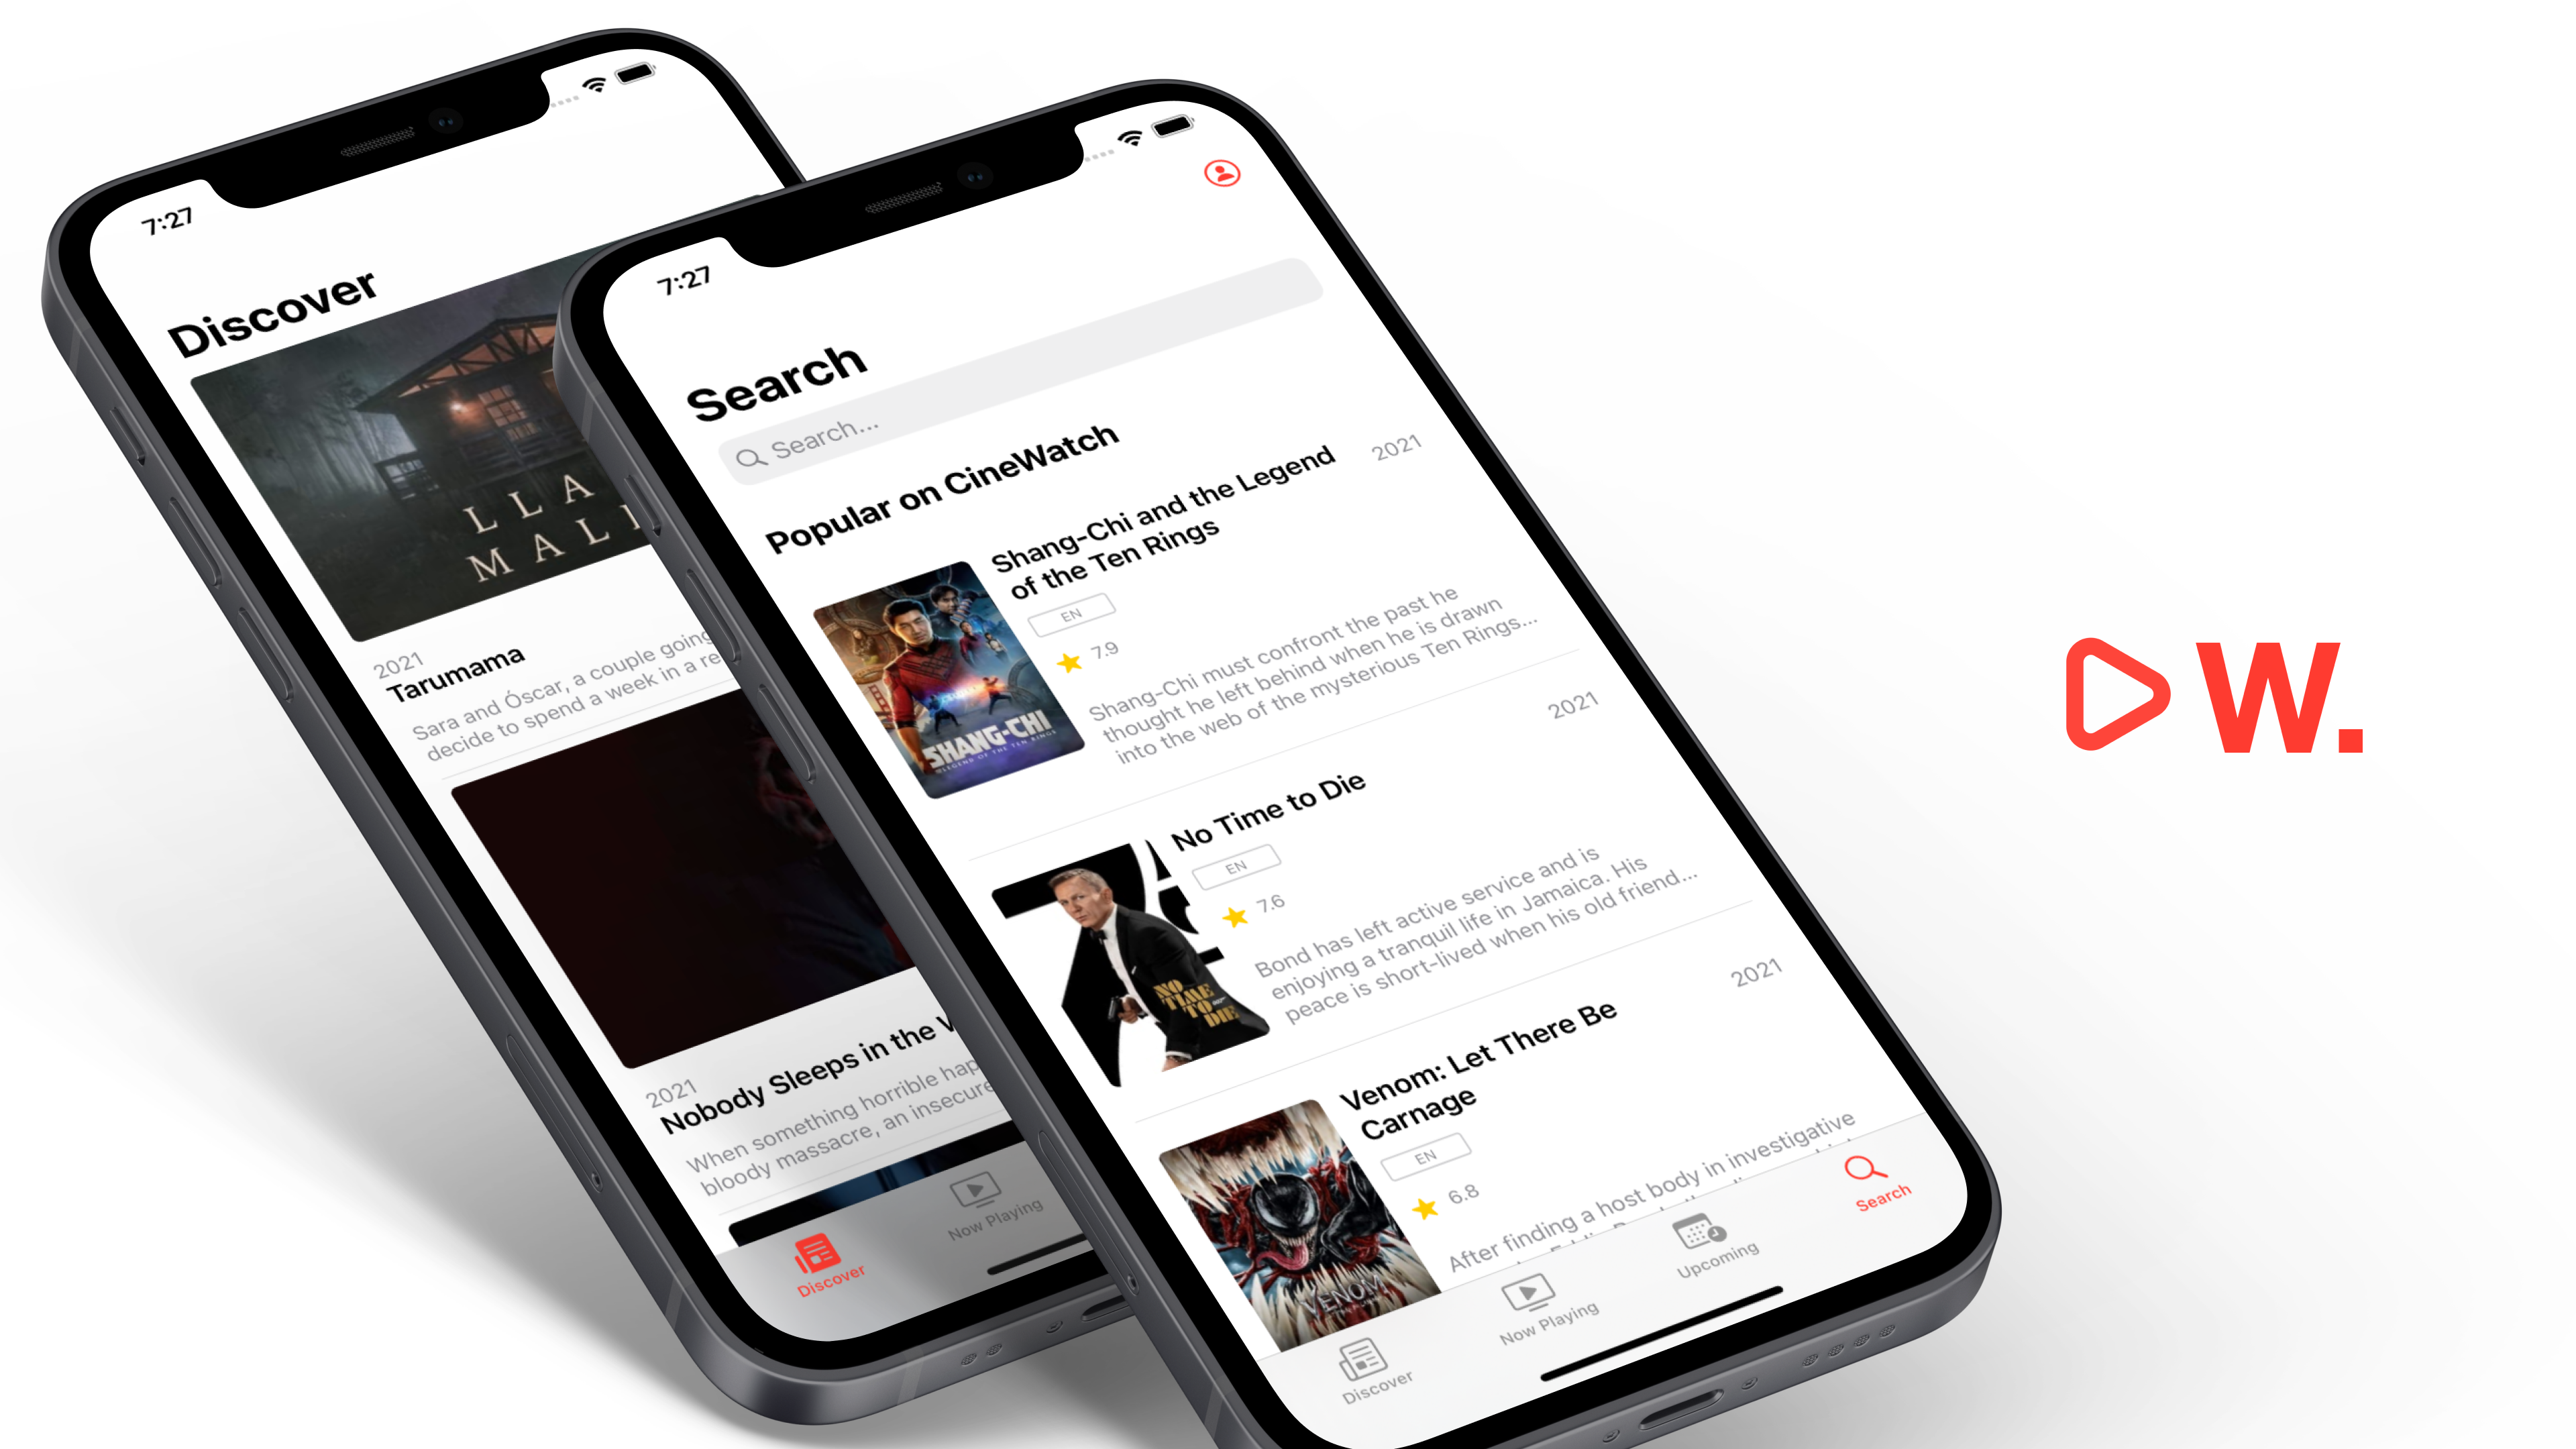 7:27
Discover
LLA
MAL
2021
Tarumama
Sara and Óscar, a couple going
decide to spend a week in a
2021
Nobody Sleeps in the
When something horrible
bloody massacre, an insecure
Discover
Now Playing
7:27
Search
Search...
Popular on CineWatch
Shang-Chi and the Legend
of the Ten Rings
2021
EN
7.9
Shang-Chi must confront the past he
thought he left behind when he is drawn
into the web of the mysterious Ten Rings...
SHANG-CHI
LEGEND OF THE TEN RINGS
No Time to Die
2021
EN
7.6
Bond has left active service and is
enjoying a tranquil life in Jamaica. His
peace is short-lived when his old friend...
NO
TIME
TO
DIE
007
Venom: Let There Be
Carnage
2021
EN
6.8
After finding a host body in investigative
VENOM
Discover
Now Playing
Upcoming
Search
W.